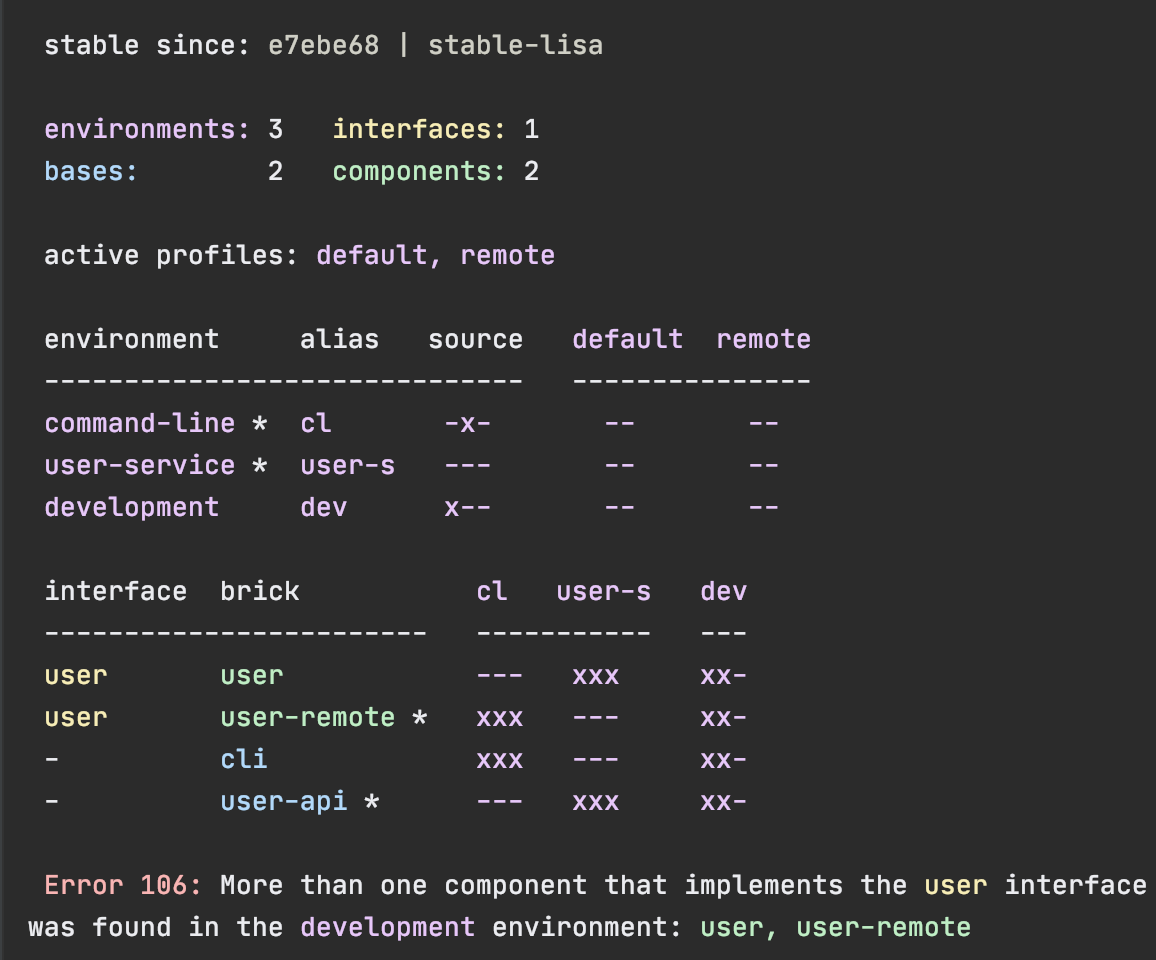 stable since: e7ebe68 | stable-lisa
environments: 3   interfaces: 1
bases:        2   components: 2
active profiles: default, remote
environment     alias   source   default  remote
------------------------------   ---------------
command-line *  cl       -x-       --       --
user-service *  user-s   ---       --       --
development     dev      x--       --       --
interface  brick           cl   user-s   dev
------------------------   -----------   ---
user       user            ---   xxx     xx-
user       user-remote *   xxx   ---     xx-
-          cli             xxx   ---     xx-
-          user-api *      ---   xxx     xx-
Error 106: More than one component that implements the user interface
was found in the development environment: user, user-remote